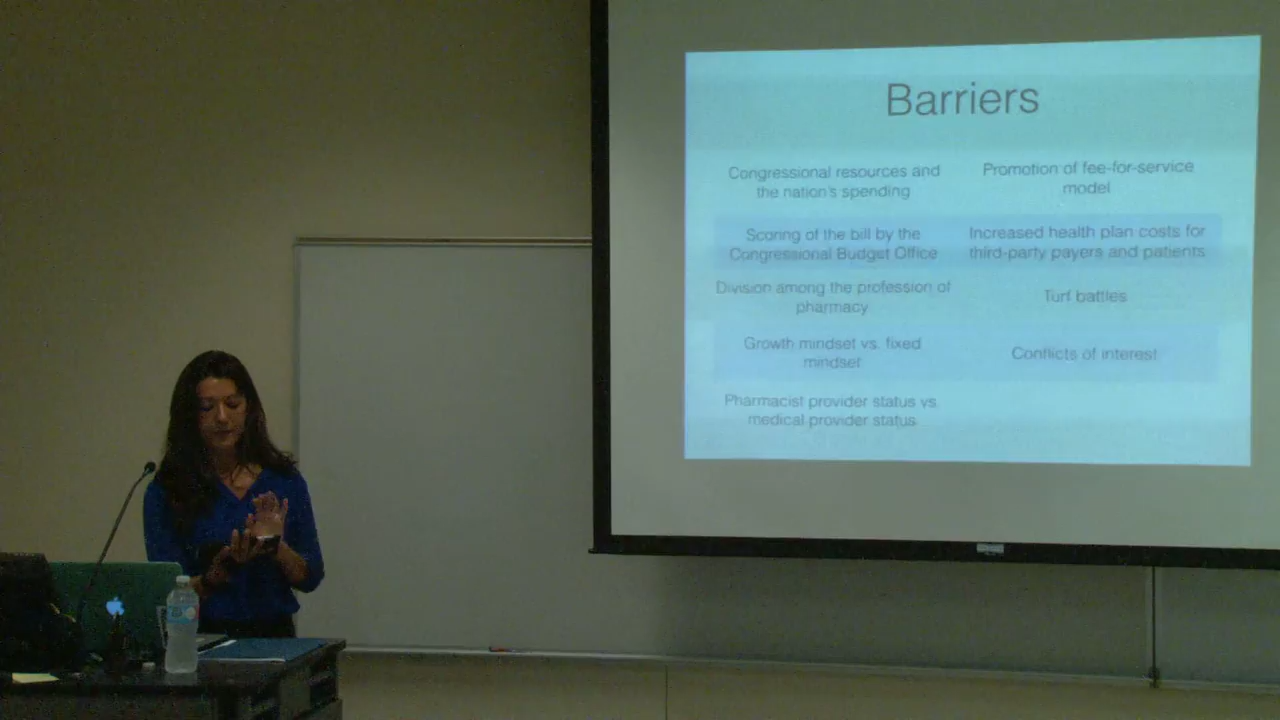 Barriers
Congressional resources and
the nation's spending
Promotion of fee-for-service
model
Scoring of the bill by the
Congressional Budget Office
Increased health plan costs for
third-party payers and patients
Division among the profession of
pharmacy
Turf battles
Growth mindset vs. fixed
mindset
Conflicts of interest
Pharmacist provider status vs.
medical provider status